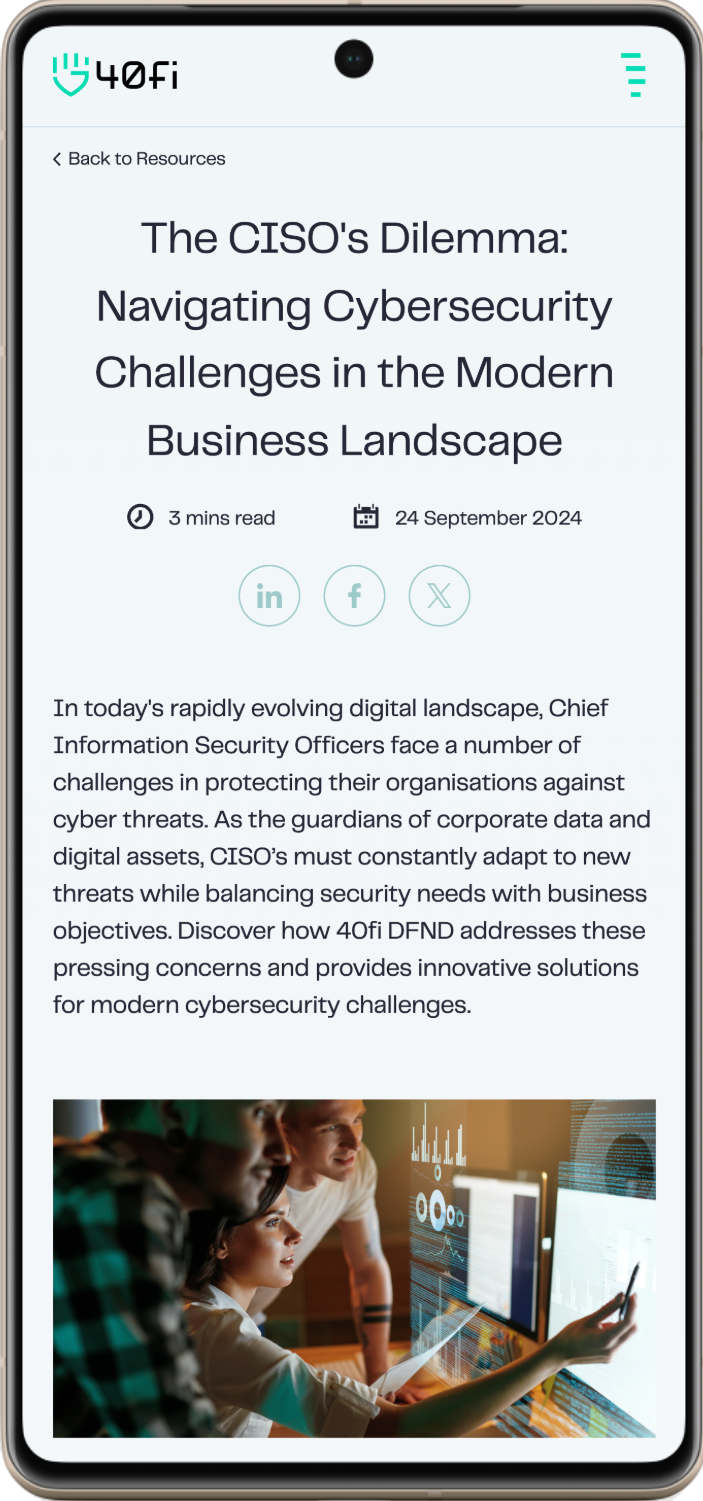 40fi
Back to Resources
The CISO's Dilemma:
Navigating Cybersecurity
Challenges in the Modern
Business Landscape
3 mins read
24 September 2024
in f X
In today's rapidly evolving digital landscape, Chief
Information Security Officers face a number of
challenges in protecting their organisations against
cyber threats. As the guardians of corporate data and
digital assets, CISO’s must constantly adapt to new
threats while balancing security needs with business
objectives. Discover how 40fi DFND addresses these
pressing concerns and provides innovative solutions
for modern cybersecurity challenges.